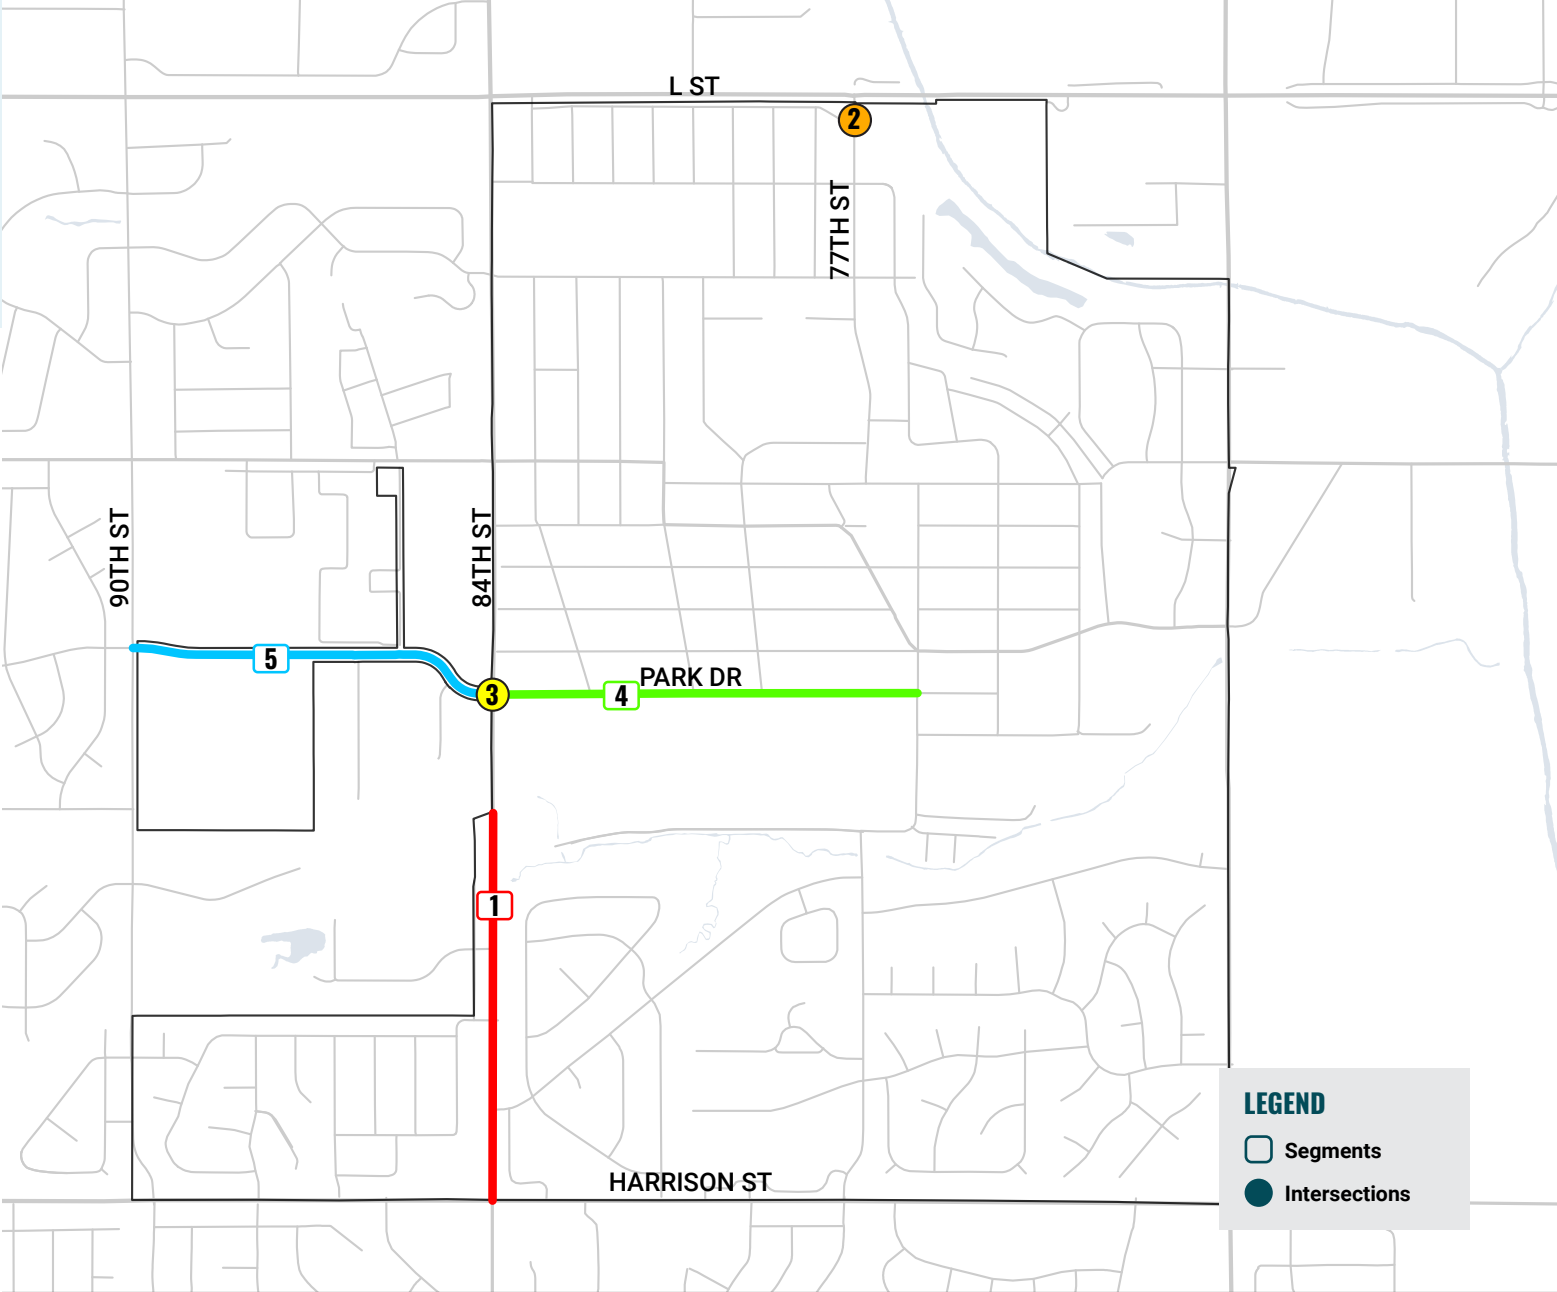 L ST
2
77TH ST
90TH ST
84TH ST
5
3
4
PARK DR
1
HARRISON ST
LEGEND
Segments
Intersections